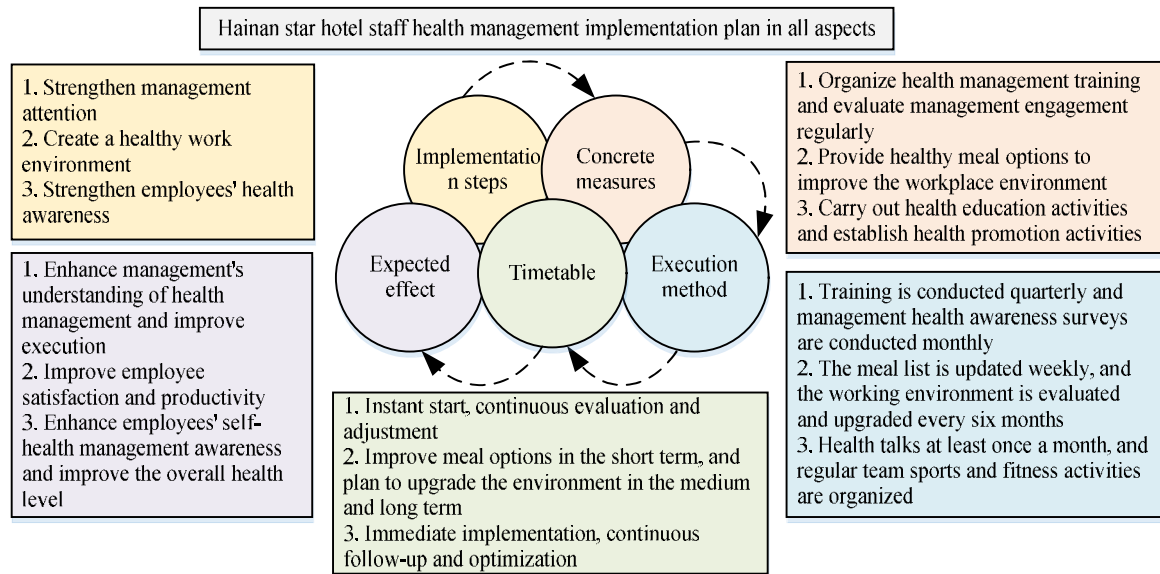 Hainan star hotel staff health management implementation plan in all aspects
1. Strengthen management
attention
2. Create a healthy work
environment
3. Strengthen employees' health
awareness
Implementatio
n steps
Concrete
measures
1. Organize health management training
and evaluate management engagement
regularly
2. Provide healthy meal options to
improve the workplace environment
3. Carry out health education activities
and establish health promotion activities
1. Enhance management's
understanding of health
management and improve
execution
2. Improve employee
satisfaction and productivity
3. Enhance employees' self-
health management awareness
and improve the overall health
level
Expected
effect
Timetable
Execution
method
1. Training is conducted quarterly and
management health awareness surveys
are conducted monthly
2. The meal list is updated weekly, and
the working environment is evaluated
and upgraded every six months
3. Health talks at least once a month, and
regular team sports and fitness activities
are organized
1. Instant start, continuous evaluation and
adjustment
2. Improve meal options in the short term, and
plan to upgrade the environment in the medium
and long term
3. Immediate implementation, continuous
follow-up and optimization